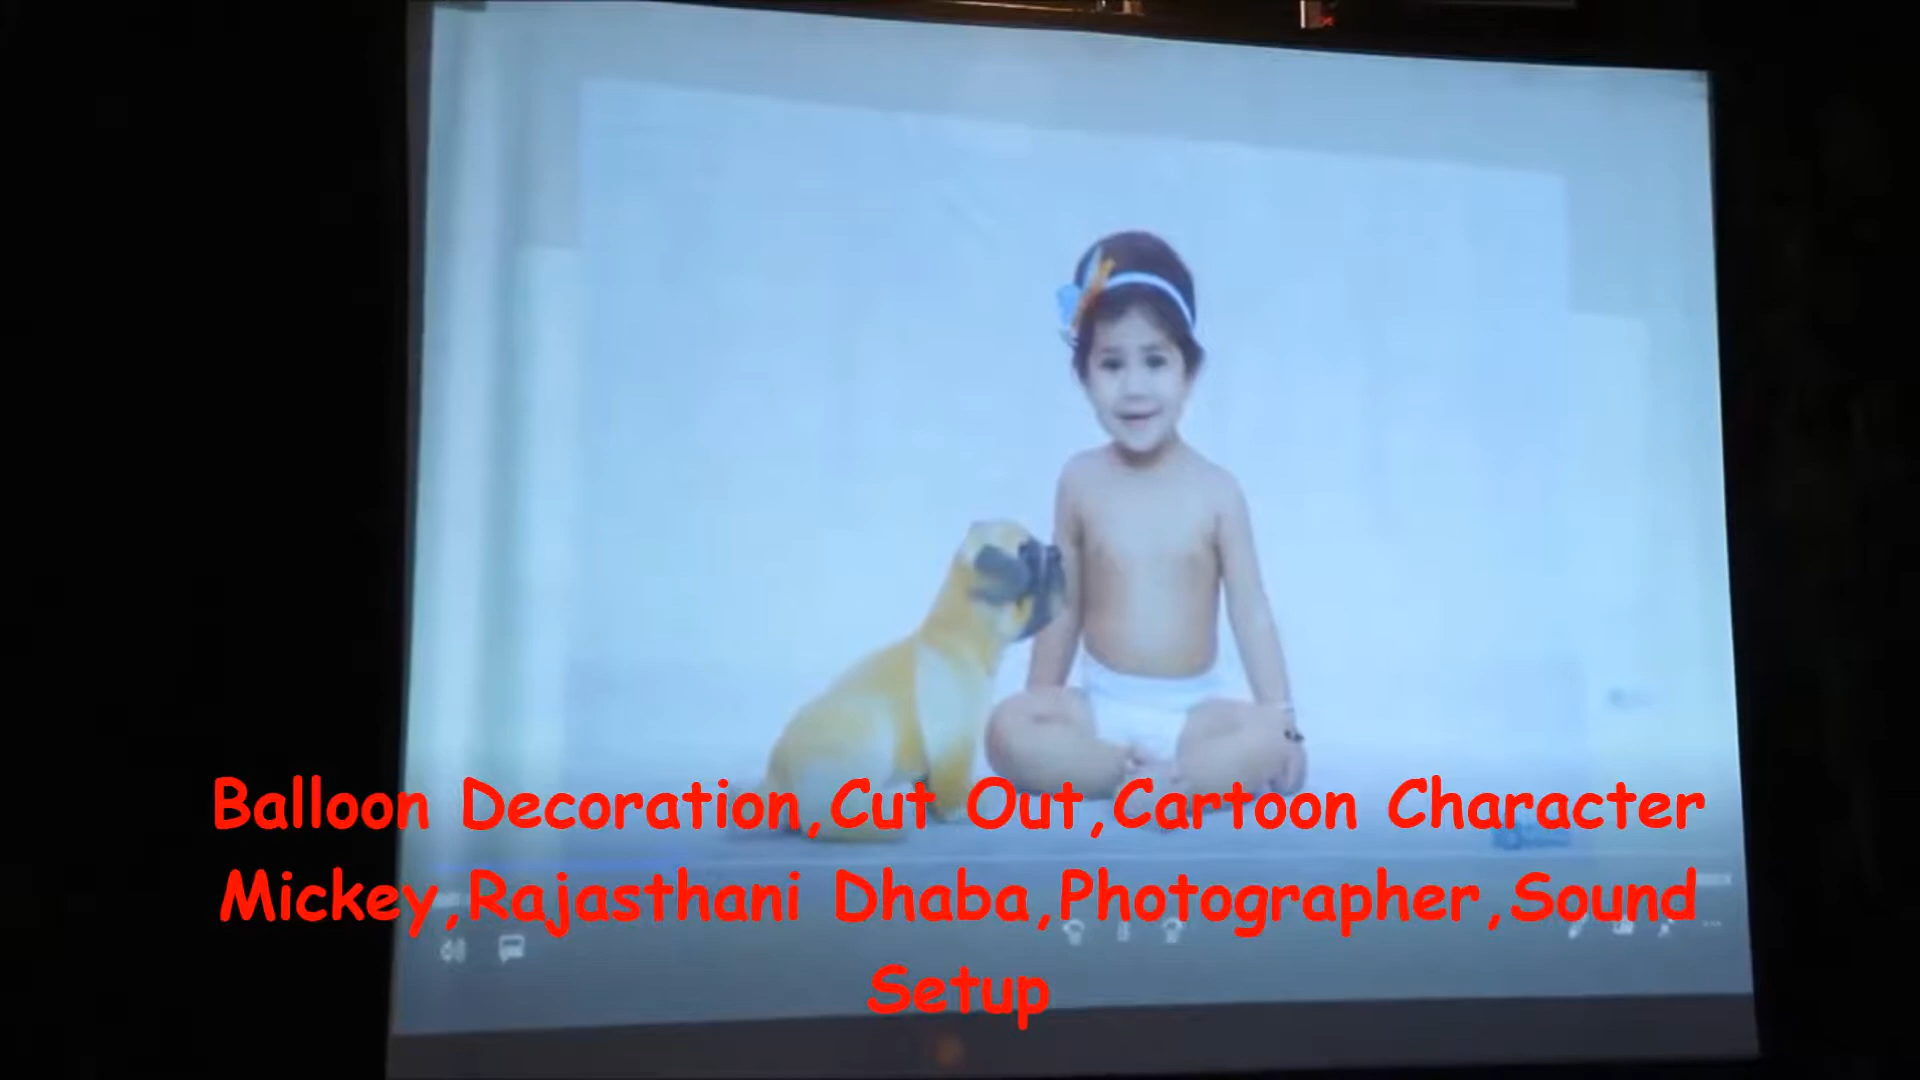 Balloon Decoration,Cut Out,Cartoon Character
Mickey,Rajasthani Dhaba,Photographer,Sound
Setup